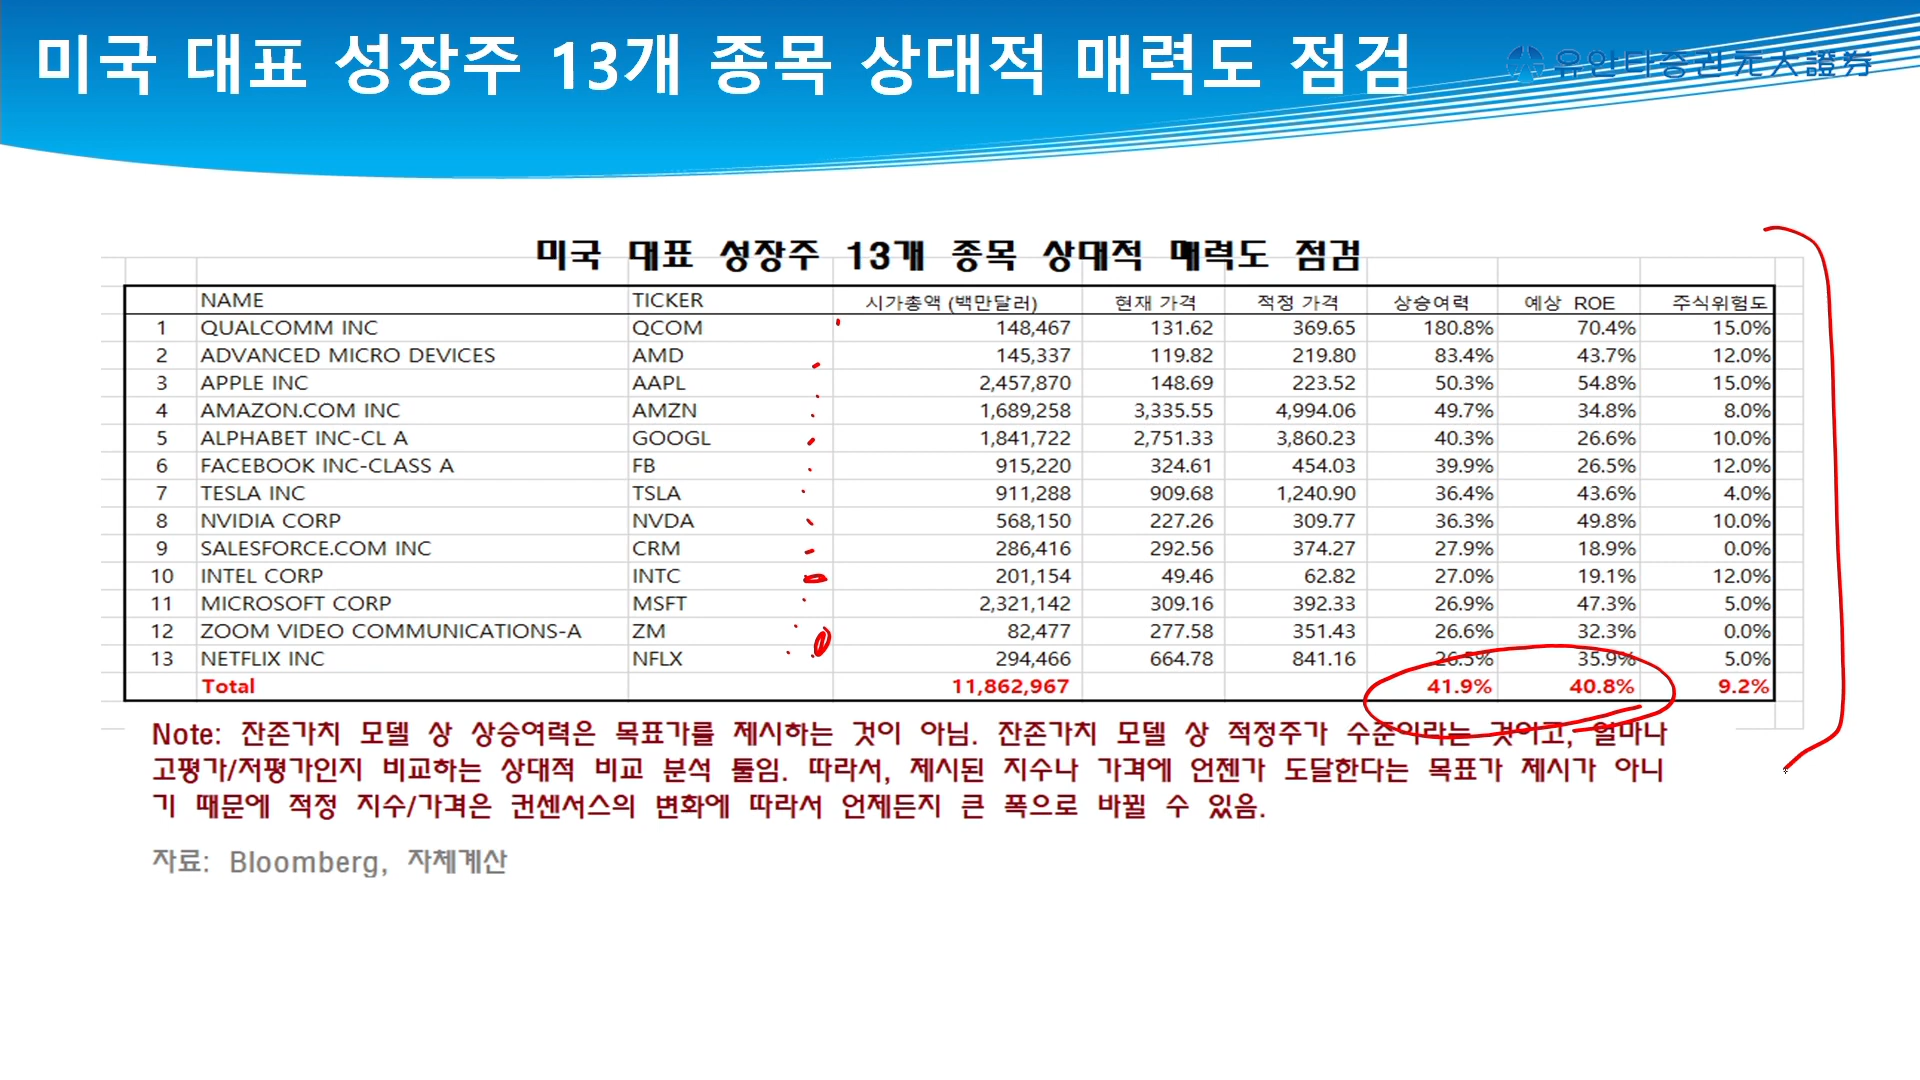 미국 대표 성장주 13개 종목 상대적 매력도 점검
유안타증권 元大證券
미국 대표 성장주 13개 종목 상대적 매력도 점검
NAME TICKER 시가총액 (백만달러) 현재 가격 적정 가격 상승여력 예상 ROE 주식위험도
1 QUALCOMM INC QCOM 148,467 131.62 369.65 180.8% 70.4% 15.0%
2 ADVANCED MICRO DEVICES AMD 145,337 119.82 219.80 83.4% 43.7% 12.0%
3 APPLE INC AAPL 2,457,870 148.69 223.52 50.3% 54.8% 15.0%
4 AMAZON.COM INC AMZN 1,689,258 3,335.55 4,994.06 49.7% 34.8% 8.0%
5 ALPHABET INC-CL A GOOGL 1,841,722 2,751.33 3,860.23 40.3% 26.6% 10.0%
6 FACEBOOK INC-CLASS A FB 915,220 324.61 454.03 39.9% 26.5% 12.0%
7 TESLA INC TSLA 911,288 909.68 1,240.90 36.4% 43.6% 4.0%
8 NVIDIA CORP NVDA 568,150 227.26 309.77 36.3% 49.8% 10.0%
9 SALESFORCE.COM INC CRM 286,416 292.56 374.27 27.9% 18.9% 0.0%
10 INTEL CORP INTC 201,154 49.46 62.82 27.0% 19.1% 12.0%
11 MICROSOFT CORP MSFT 2,321,142 309.16 392.33 26.9% 47.3% 5.0%
12 ZOOM VIDEO COMMUNICATIONS-A ZM 82,477 277.58 351.43 26.6% 32.3% 0.0%
13 NETFLIX INC NFLX 294,466 664.78 841.16 26.5% 35.9% 5.0%
Total 11,862,967 41.9% 40.8% 9.2%
Note: 잔존가치 모델 상 상승여력은 목표가를 제시하는 것이 아님. 잔존가치 모델 상 적정주가 수준이라는 것이고, 얼마나
고평가/저평가인지 비교하는 상대적 비교 분석 툴임. 따라서, 제시된 지수나 가격에 언젠가 도달한다는 목표가 제시가 아니
기 때문에 적정 지수/가격은 컨센서스의 변화에 따라서 언제든지 큰 폭으로 바뀔 수 있음.
자료: Bloomberg, 자체계산